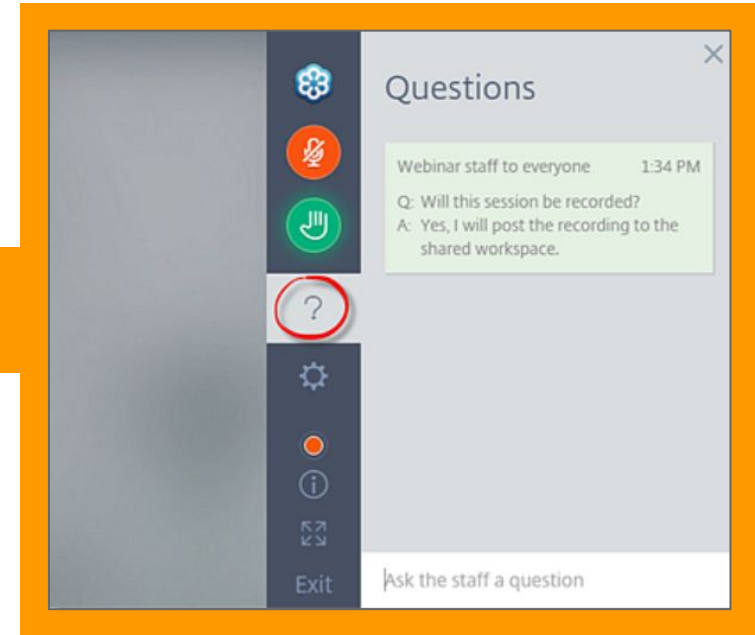 Questions
Webinar staff to everyone 1:34 PM
Q: Will this session be recorded?
A: Yes, I will post the recording to the
shared workspace.
?
Exit
Ask the staff a question